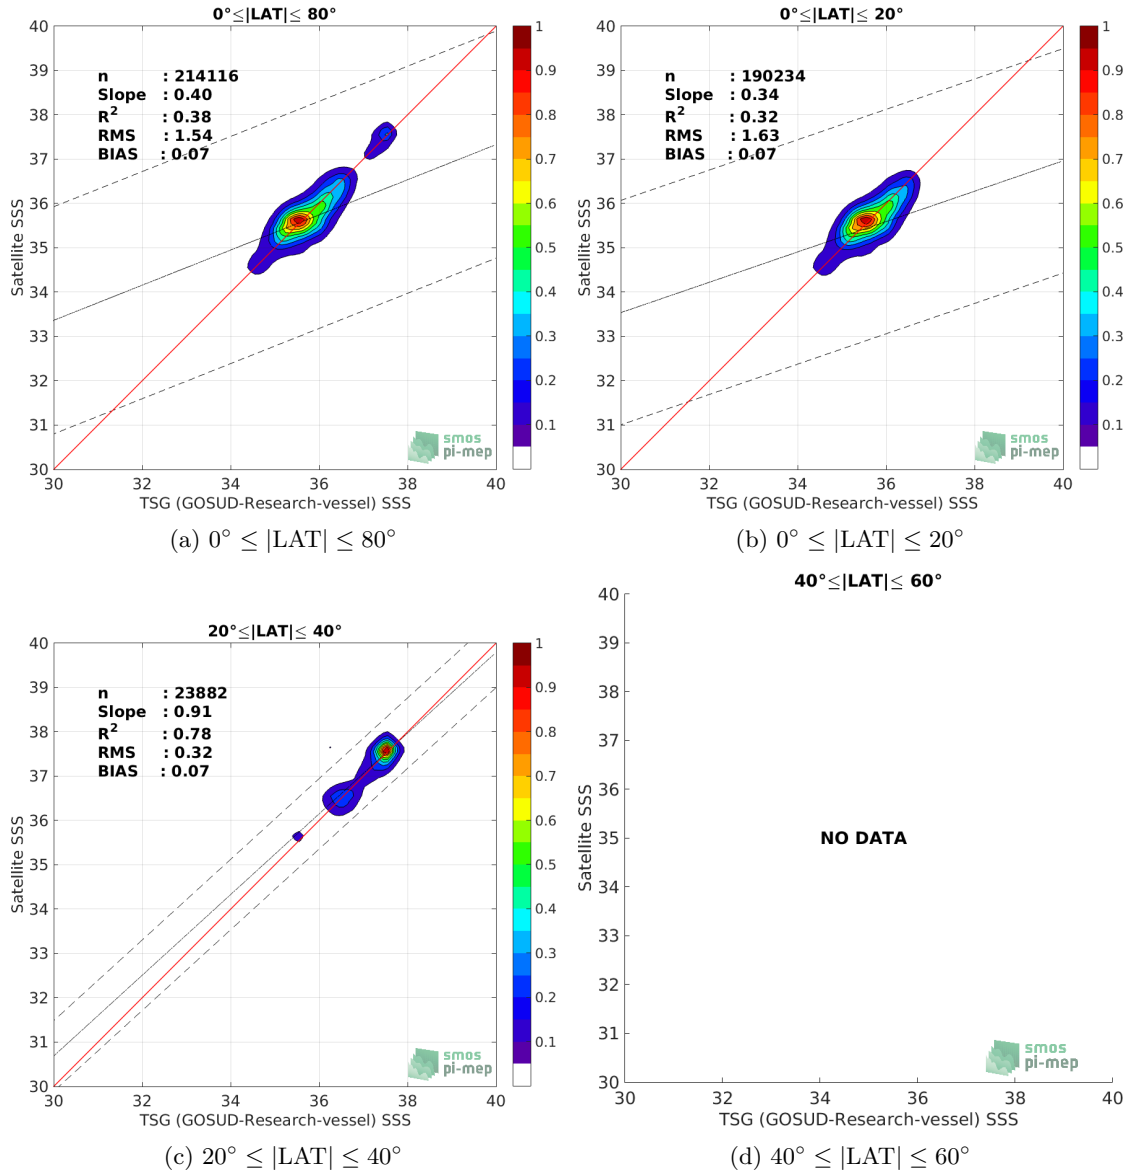 0°≤|LAT|≤ 80°
n : 214116
Slope : 0.40
R² : 0.38
RMS : 1.54
BIAS : 0.07
Satellite SSS
40
39
38
37
36
35
34
33
32
31
30
30 32 34 36 38 40
TSG (GOSUD-Research-vessel) SSS
1
0.9
0.8
0.7
0.6
0.5
0.4
0.3
0.2
0.1
smos
pi-mep
(a) 0° ≤ |LAT| ≤ 80°
0°≤|LAT|≤ 20°
n : 190234
Slope : 0.34
R² : 0.32
RMS : 1.63
BIAS : 0.07
Satellite SSS
40
39
38
37
36
35
34
33
32
31
30
30 32 34 36 38 40
TSG (GOSUD-Research-vessel) SSS
1
0.9
0.8
0.7
0.6
0.5
0.4
0.3
0.2
0.1
smos
pi-mep
(b) 0° ≤ |LAT| ≤ 20°
20°≤|LAT|≤ 40°
n : 23882
Slope : 0.91
R² : 0.78
RMS : 0.32
BIAS : 0.07
Satellite SSS
40
39
38
37
36
35
34
33
32
31
30
30 32 34 36 38 40
TSG (GOSUD-Research-vessel) SSS
1
0.9
0.8
0.7
0.6
0.5
0.4
0.3
0.2
0.1
smos
pi-mep
(c) 20° ≤ |LAT| ≤ 40°
40°≤|LAT|≤ 60°
Satellite SSS
40
39
38
37
36
35
34
33
32
31
30
NO DATA
30 32 34 36 38 40
TSG (GOSUD-Research-vessel) SSS
smos
pi-mep
(d) 40° ≤ |LAT| ≤ 60°